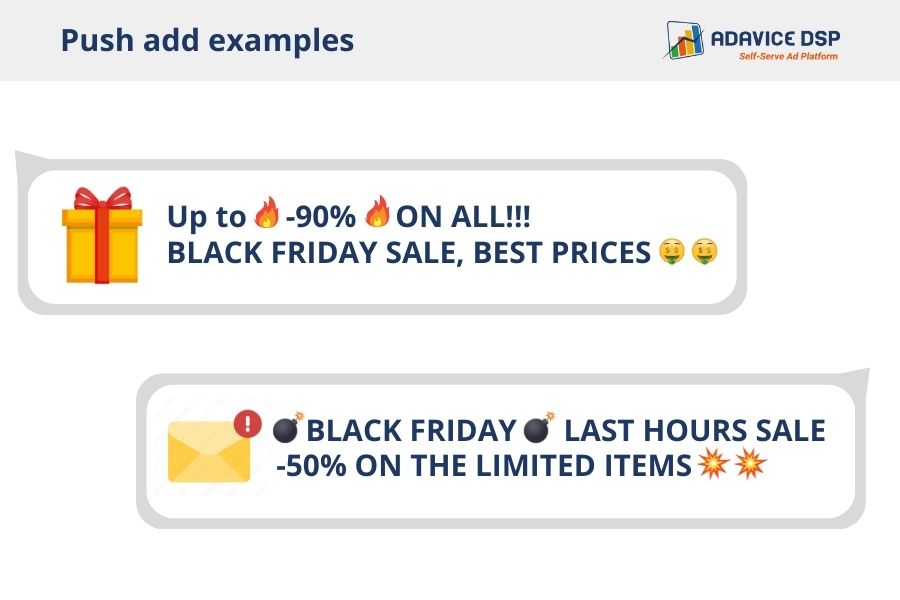 Push add examples
ADAVICE DSP
Self-Serve Ad Platform
Up to 🔥 -90% 🔥 ON ALL!!!
BLACK FRIDAY SALE, BEST PRICES 🤑 🤑
💣 BLACK FRIDAY 💣 LAST HOURS SALE
-50% ON THE LIMITED ITEMS 💥 💥